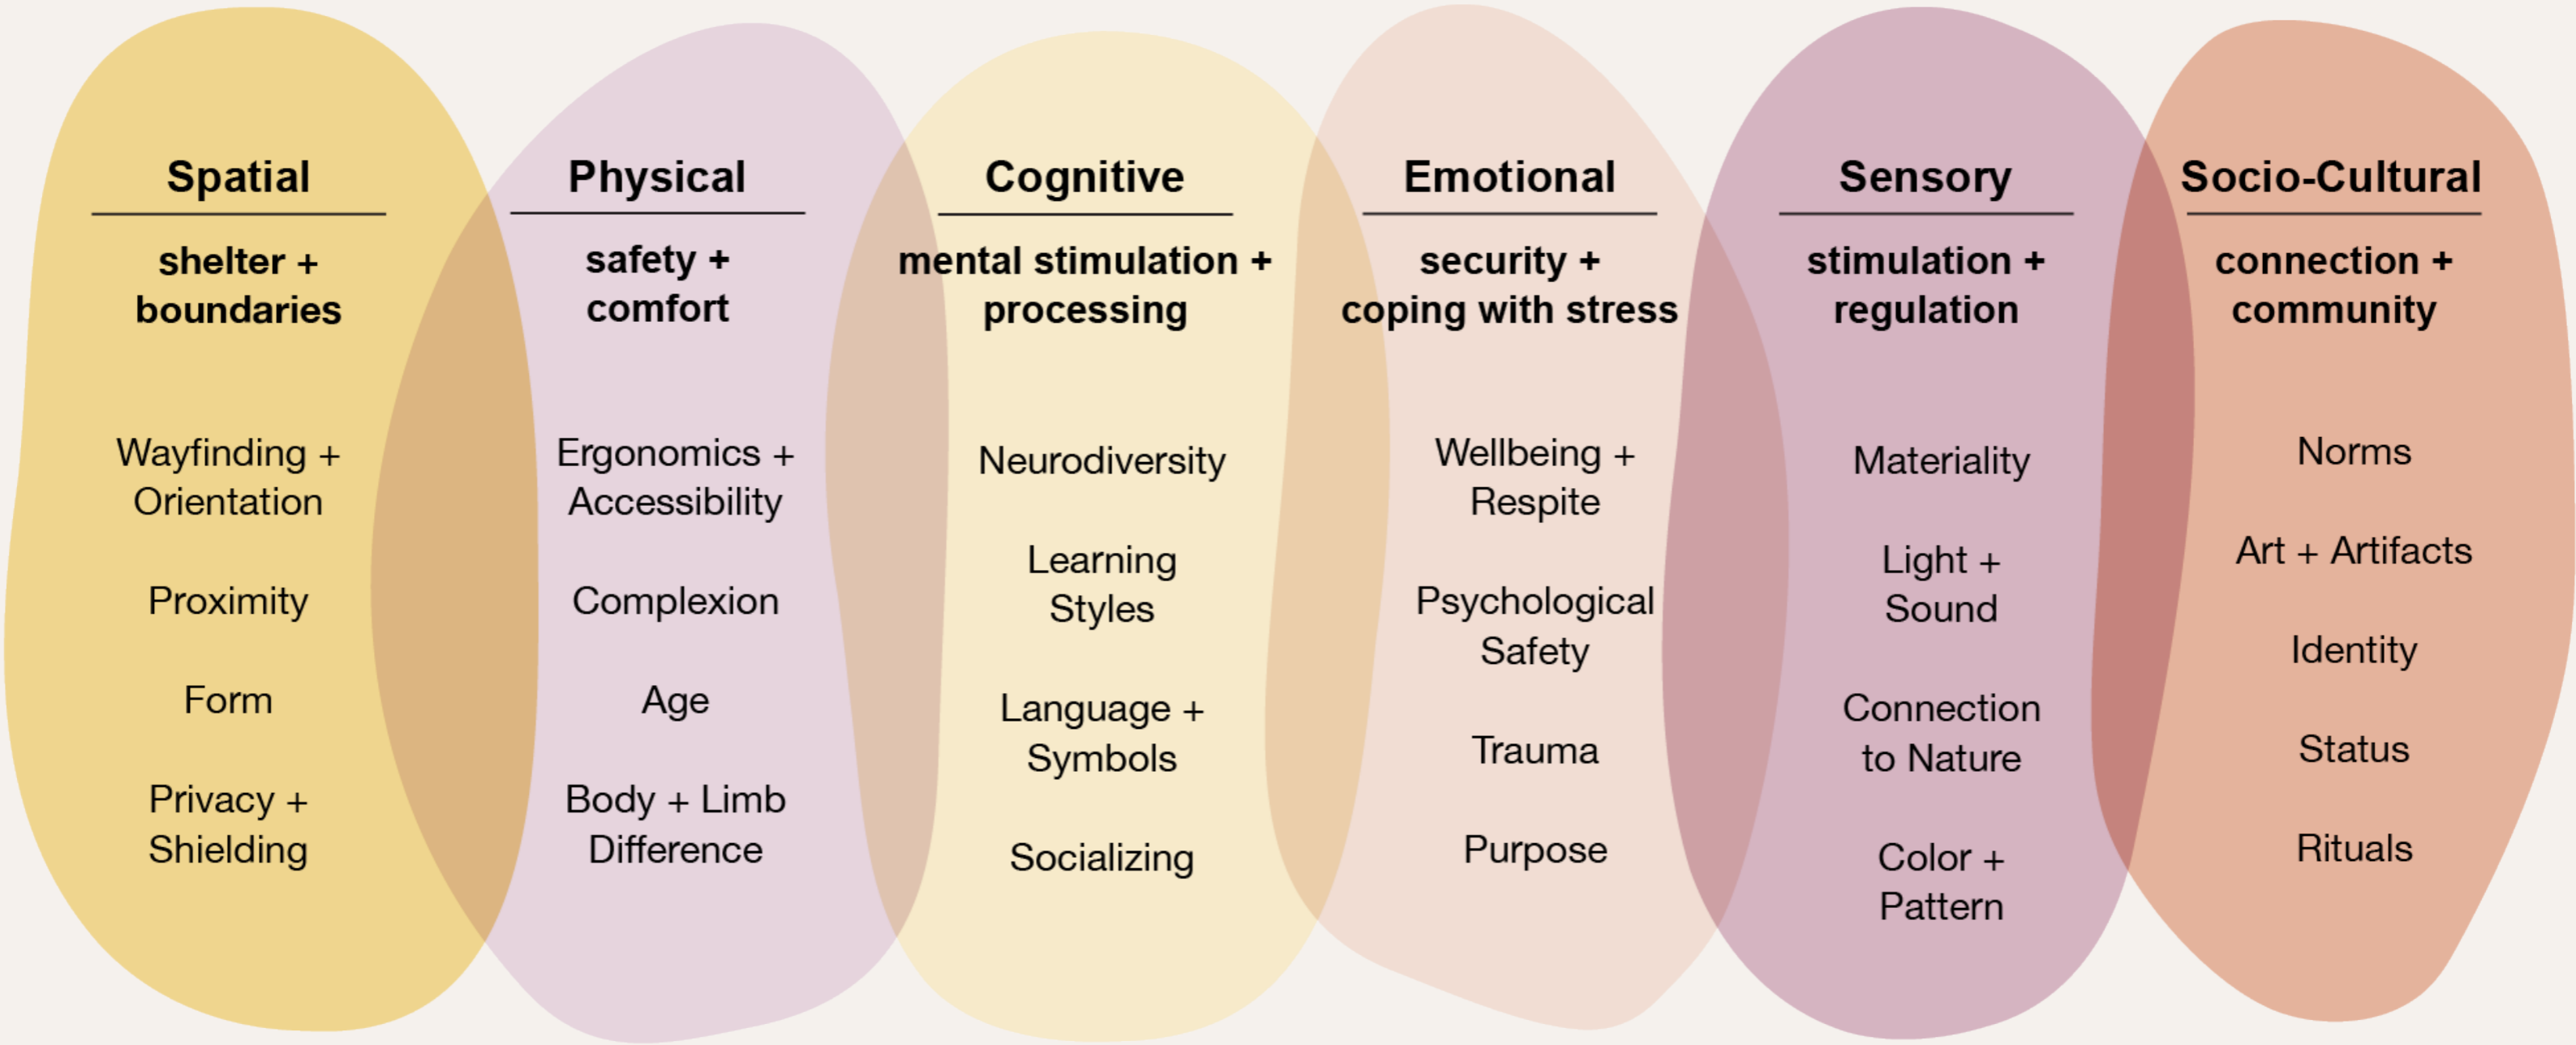 Spatial
shelter +
boundaries
Wayfinding +
Orientation
Proximity
Form
Privacy +
Shielding
Physical
safety +
comfort
Ergonomics +
Accessibility
Complexion
Age
Body + Limb
Difference
Cognitive
mental stimulation +
processing
Neurodiversity
Learning
Styles
Language +
Symbols
Socializing
Emotional
security +
coping with stress
Wellbeing +
Respite
Psychological
Safety
Trauma
Purpose
Sensory
stimulation +
regulation
Materiality
Light +
Sound
Connection
to Nature
Color +
Pattern
Socio-Cultural
connection +
community
Norms
Art + Artifacts
Identity
Status
Rituals